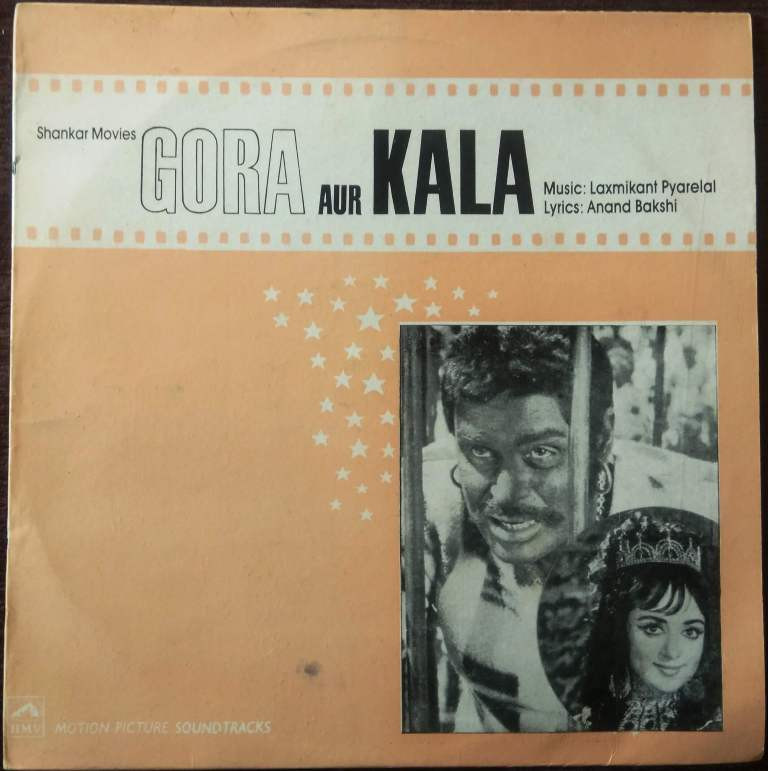 Shankar Movies
GORA AUR KALA
Music: Laxmikant Pyarelal
Lyrics: Anand Bakshi
HMV
MOTION PICTURE SOUNDTRACKS